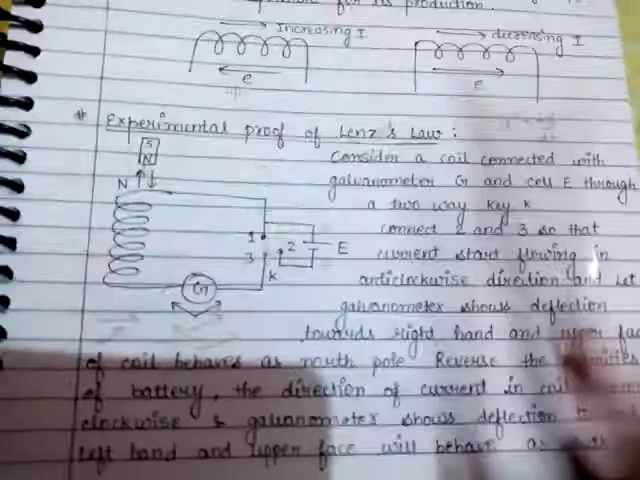 for its production.
Increasing I
decreasing I
e
e
* Experimental proof of Lenz's Law :
S
N
N
1
2
3
E
K
G
Consider a coil connected with
galvanometer G and cell E through
a two way key K
connect 2 and 3 so that
current start flowing in
anticlockwise direction and let
galvanometer shows deflection
towards right hand and upper fac
of coil behaves as north pole Reverse the
of battery, the direction of current in coil
clockwise & galvanometer shows deflection
left hand and upper face will behave